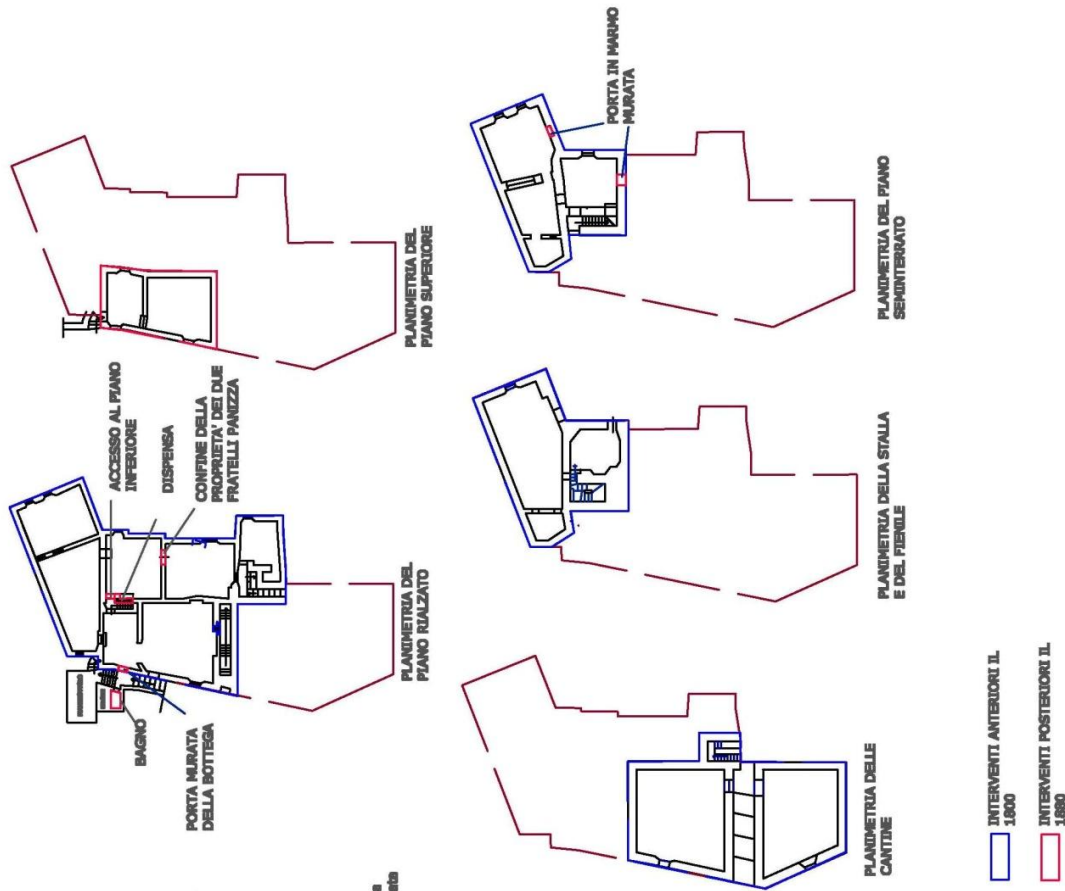 BAGNO
PORTA MURATA
DELLA BOTTEGA
ACCESSO AL PIANO
INFERIORE
DISPENSA
CONFINE DELLA
PROPRIETA' DEI DUE
FRATELLI PANIZZA
PLANIMETRIA DEL
PIANO RIALZATO
PLANIMETRIA DEL
PIANO SUPERIORE
PLANIMETRIA DELLE
CANTINE
PLANIMETRIA DELLA STALLA
E DEL FIENILE
PORTA IN MARMO
MURATA
PLANIMETRIA DEL PIANO
SEMINTERRATO
INTERVENTI ANTERIORI IL
1800
INTERVENTI POSTERIORI IL
1880